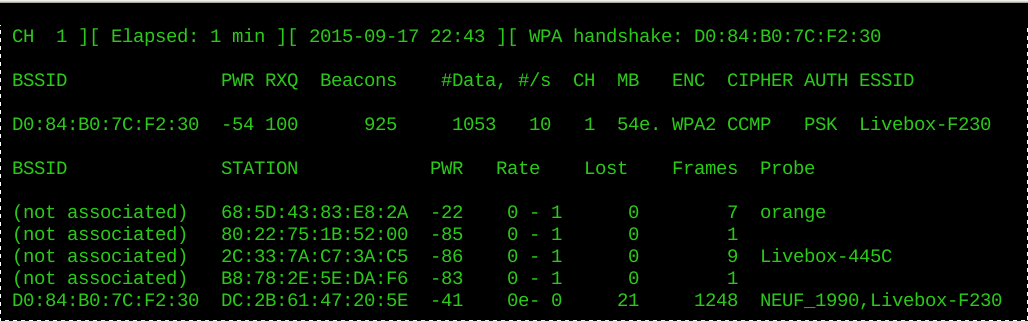 CH  1 ][ Elapsed: 1 min ][ 2015-09-17 22:43 ][ WPA handshake: D0:84:B0:7C:F2:30
BSSID              PWR RXQ  Beacons    #Data, #/s  CH  MB   ENC  CIPHER AUTH ESSID
D0:84:B0:7C:F2:30  -54 100      925     1053   10   1  54e. WPA2 CCMP   PSK  Livebox-F230
BSSID              STATION            PWR   Rate    Lost    Frames  Probe
(not associated)   68:5D:43:83:E8:2A  -22    0 - 1      0        7  orange
(not associated)   80:22:75:1B:52:00  -85    0 - 1      0        1
(not associated)   2C:33:7A:C7:3A:C5  -86    0 - 1      0        9  Livebox-445C
(not associated)   B8:78:2E:5E:DA:F6  -83    0 - 1      0        1
D0:84:B0:7C:F2:30  DC:2B:61:47:20:5E  -41    0e- 0     21     1248  NEUF_1990,Livebox-F230